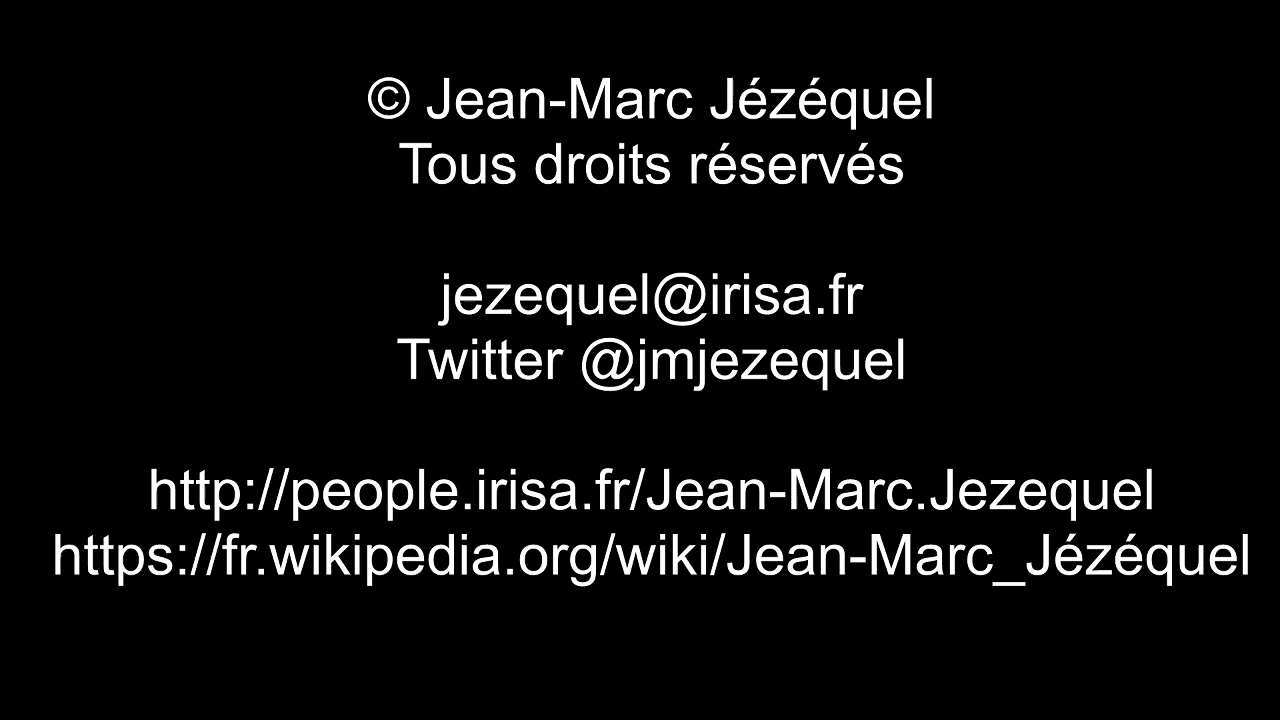 © Jean-Marc Jézéquel
Tous droits réservés
jezequel@irisa.fr
Twitter @jmjezequel
http://people.irisa.fr/Jean-Marc.Jezequel
https://fr.wikipedia.org/wiki/Jean-Marc_Jézéquel